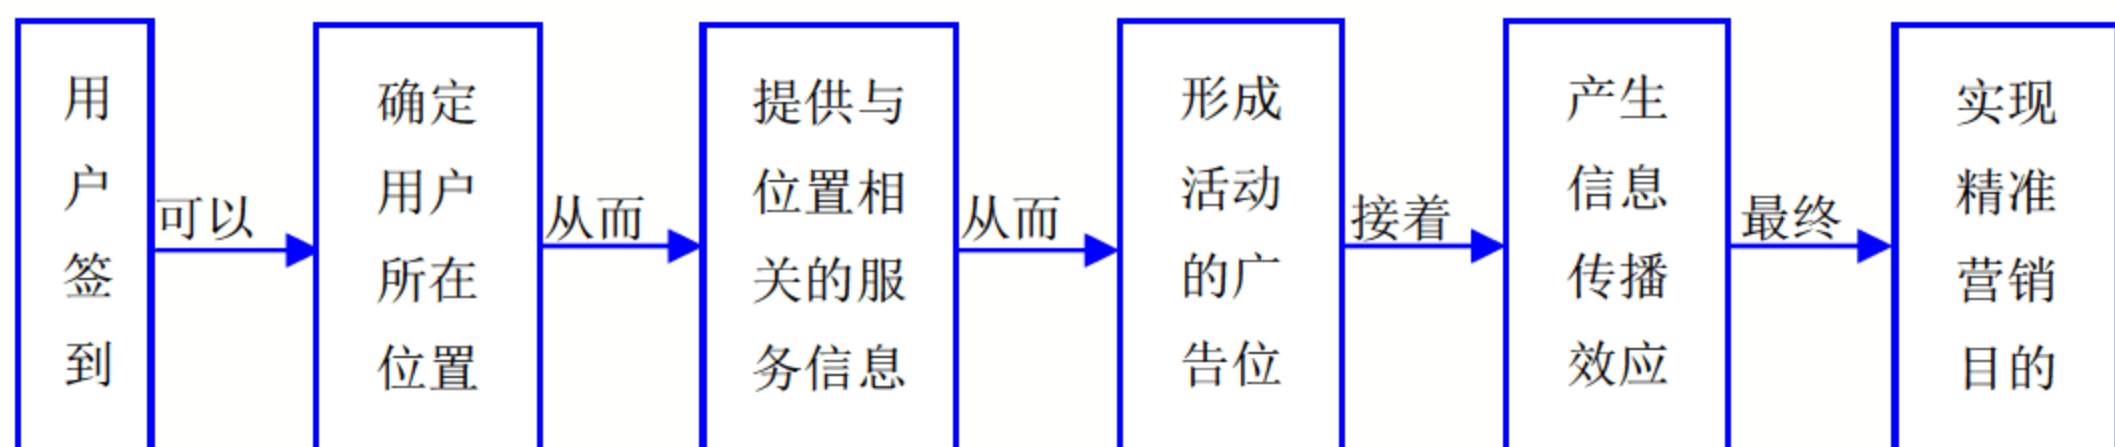 用
户
签
到
可以
确定
用户
所在
位置
从而
提供与
位置相
关的服
务信息
从而
形成
活动
的广
告位
接着
产生
信息
传播
效应
最终
实现
精准
营销
目的